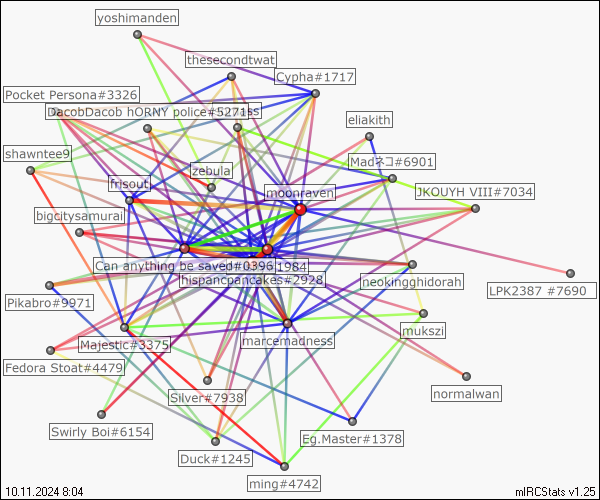 yoshimanden
thesecondtwat
Cypha#1717
Pocket Persona#3326
DacobDacob hORNY police#5271ss
eliakith
shawntee9
Madネコ#6901
zebula
frisout
moonraven
JKOUYH VIII#7034
bigcitysamurai
Can anything be saved#0396 1984
hispancpancakes#2928
neokingghidorah
LPK2387 #7690
Pikabro#9971
mukszi
Majestic#3375
marcemadness
Fedora Stoat#4479
Silver#7938
normalwan
Swirly Boi#6154
Eg.Master#1378
Duck#1245
ming#4742
10.11.2024 8:04
mIRCStats v1.25